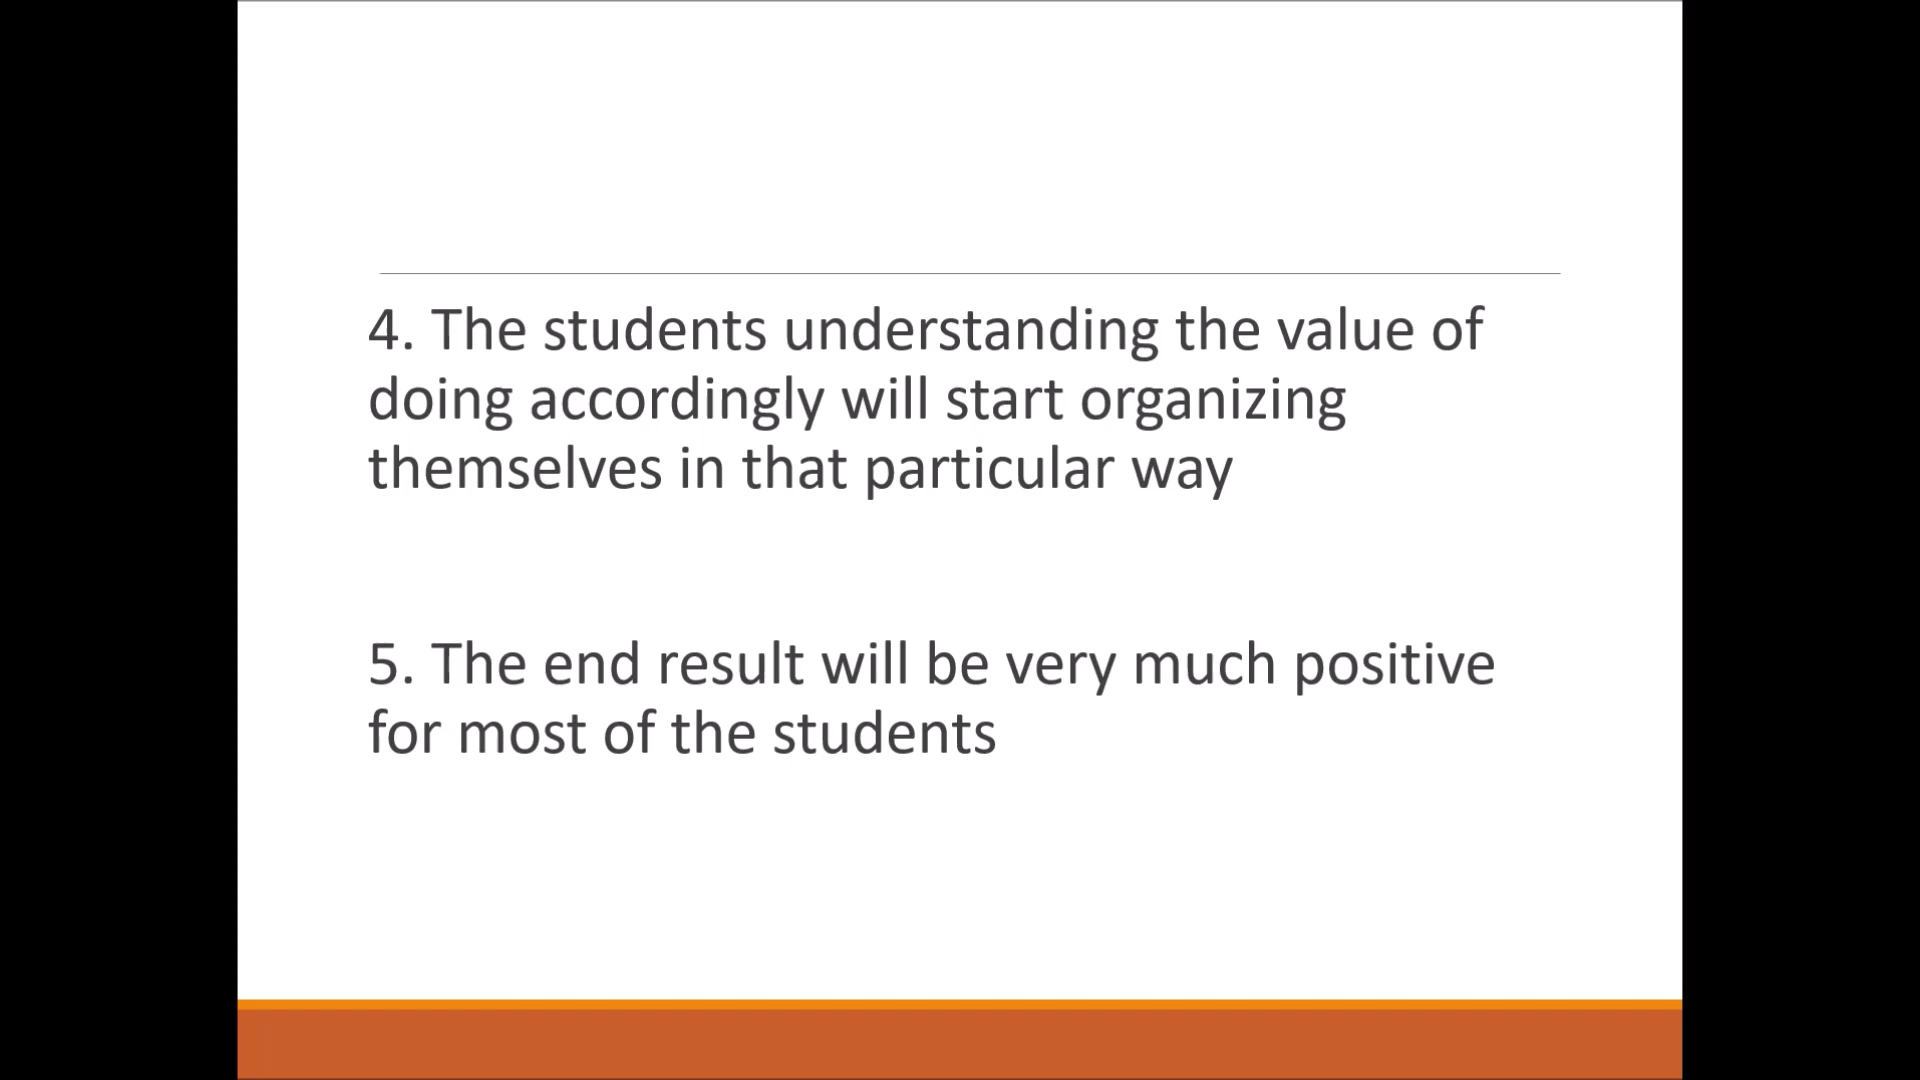 4. The students understanding the value of
doing accordingly will start organizing
themselves in that particular way
5. The end result will be very much positive
for most of the students